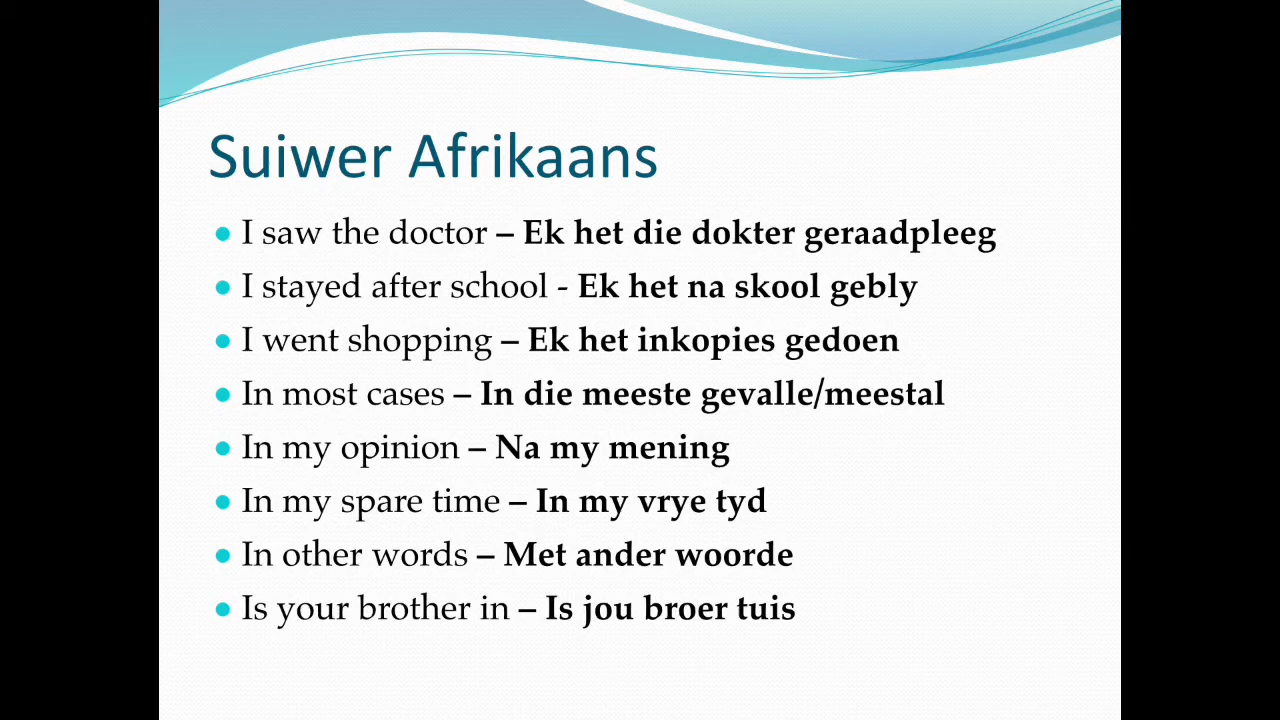 Suiwer Afrikaans
I saw the doctor – Ek het die dokter geraadpleeg
I stayed after school - Ek het na skool gebly
I went shopping – Ek het inkopies gedoen
In most cases – In die meeste gevalle/meestal
In my opinion – Na my mening
In my spare time – In my vrye tyd
In other words – Met ander woorde
Is your brother in – Is jou broer tuis